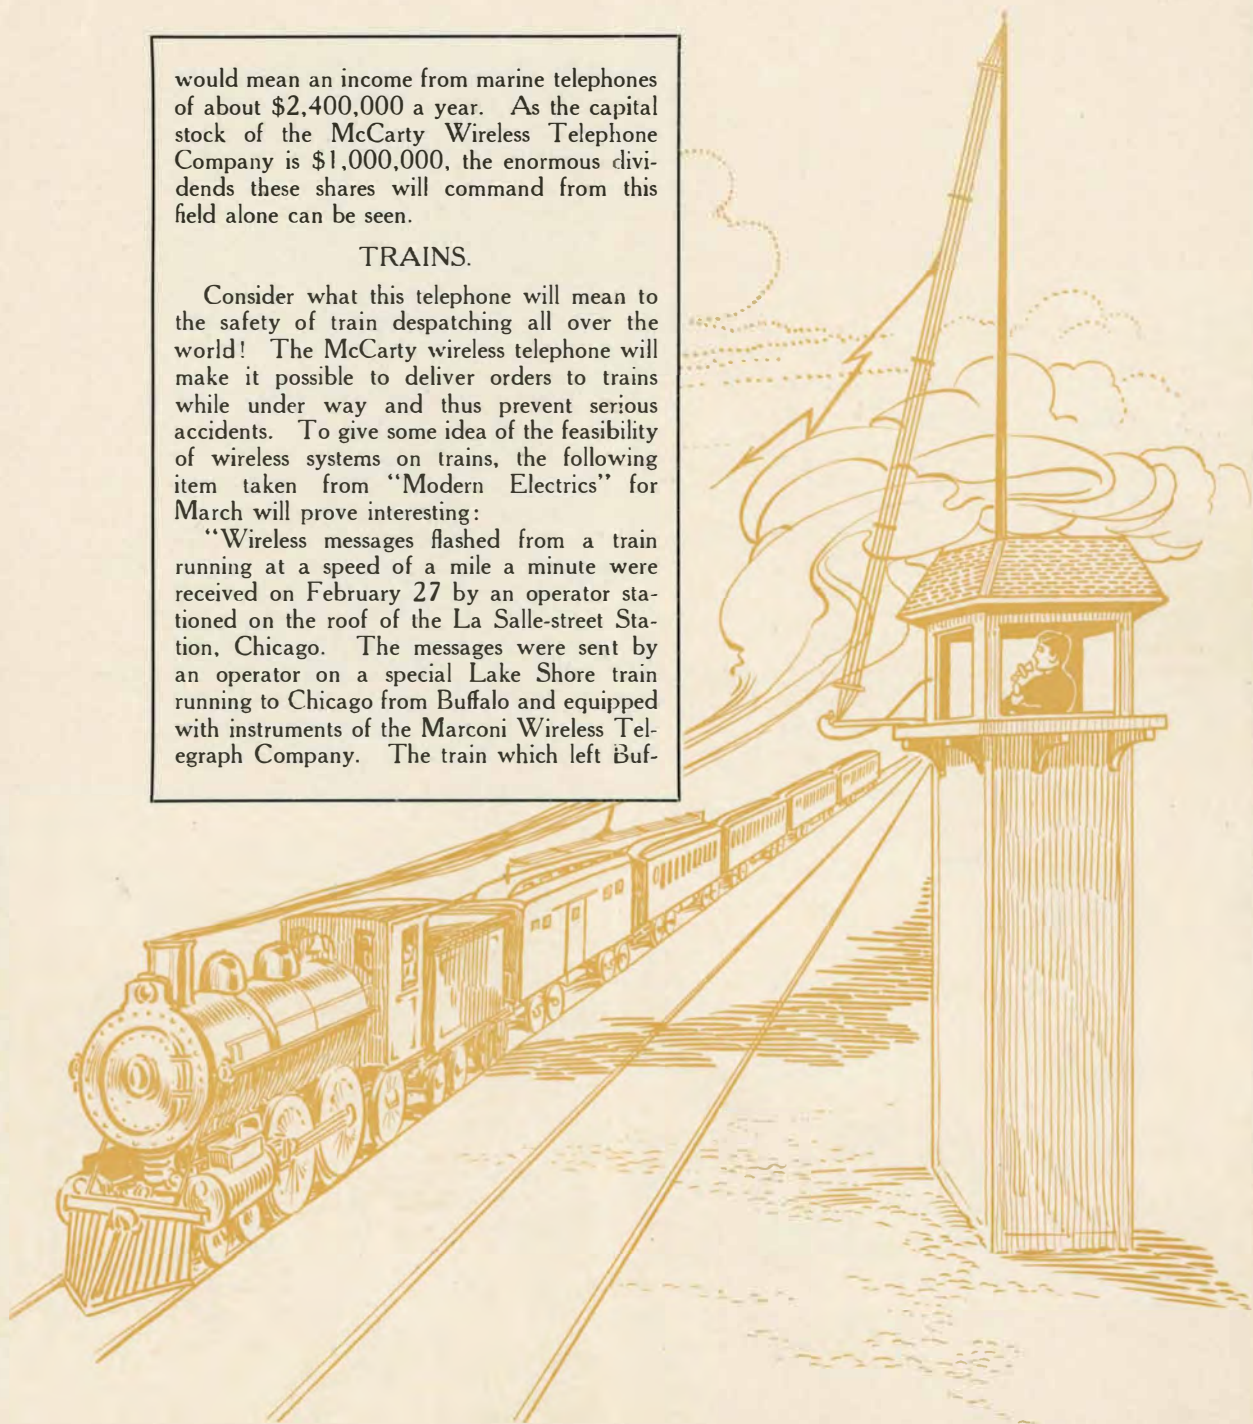 would mean an income from marine telephones
of about $2,400,000 a year. As the capital
stock of the McCarty Wireless Telephone
Company is $1,000,000, the enormous divi-
dends these shares will command from this
field alone can be seen.
TRAINS.
Consider what this telephone will mean to
the safety of train despatching all over the
world! The McCarty wireless telephone will
make it possible to deliver orders to trains
while under way and thus prevent serious
accidents. To give some idea of the feasibility
of wireless systems on trains, the following
item taken from “Modern Electrics” for
March will prove interesting:
“Wireless messages flashed from a train
running at a speed of a mile a minute were
received on February 27 by an operator sta-
tioned on the roof of the La Salle-street Sta-
tion, Chicago. The messages were sent by
an operator on a special Lake Shore train
running to Chicago from Buffalo and equipped
with instruments of the Marconi Wireless Tel-
egraph Company. The train which left Buf-